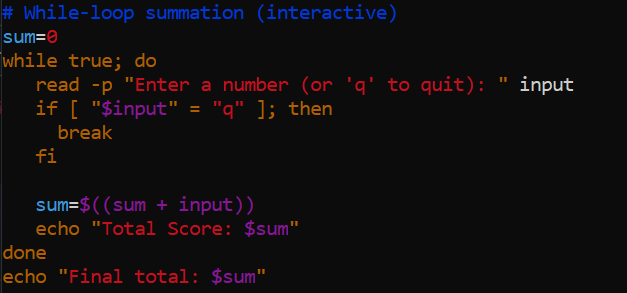 # While-loop summation (interactive)
sum=0
while true; do
   read -p "Enter a number (or 'q' to quit): " input
   if [ "$input" = "q" ]; then
     break
   fi

   sum=$((sum + input))
   echo "Total Score: $sum"
done
echo "Final total: $sum"